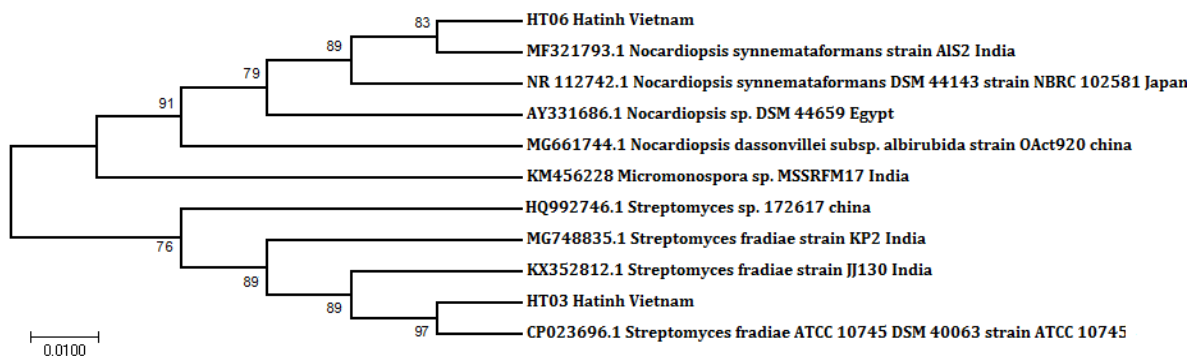 83
HT06 Hatinh Vietnam
89
MF321793.1 Nocardiopsis synnemataformans strain AlS2 India
79
NR 112742.1 Nocardiopsis synnemataformans DSM 44143 strain NBRC 102581 Japan
91
AY331686.1 Nocardiopsis sp. DSM 44659 Egypt
MG661744.1 Nocardiopsis dassonvillei subsp. albirubida strain OAct920 china
KM456228 Micromonospora sp. MSSRFM17 India
HQ992746.1 Streptomyces sp. 172617 china
76
MG748835.1 Streptomyces fradiae strain KP2 India
89
KX352812.1 Streptomyces fradiae strain JJ130 India
89
HT03 Hatinh Vietnam
97
CP023696.1 Streptomyces fradiae ATCC 10745 DSM 40063 strain ATCC 10745
0.0100